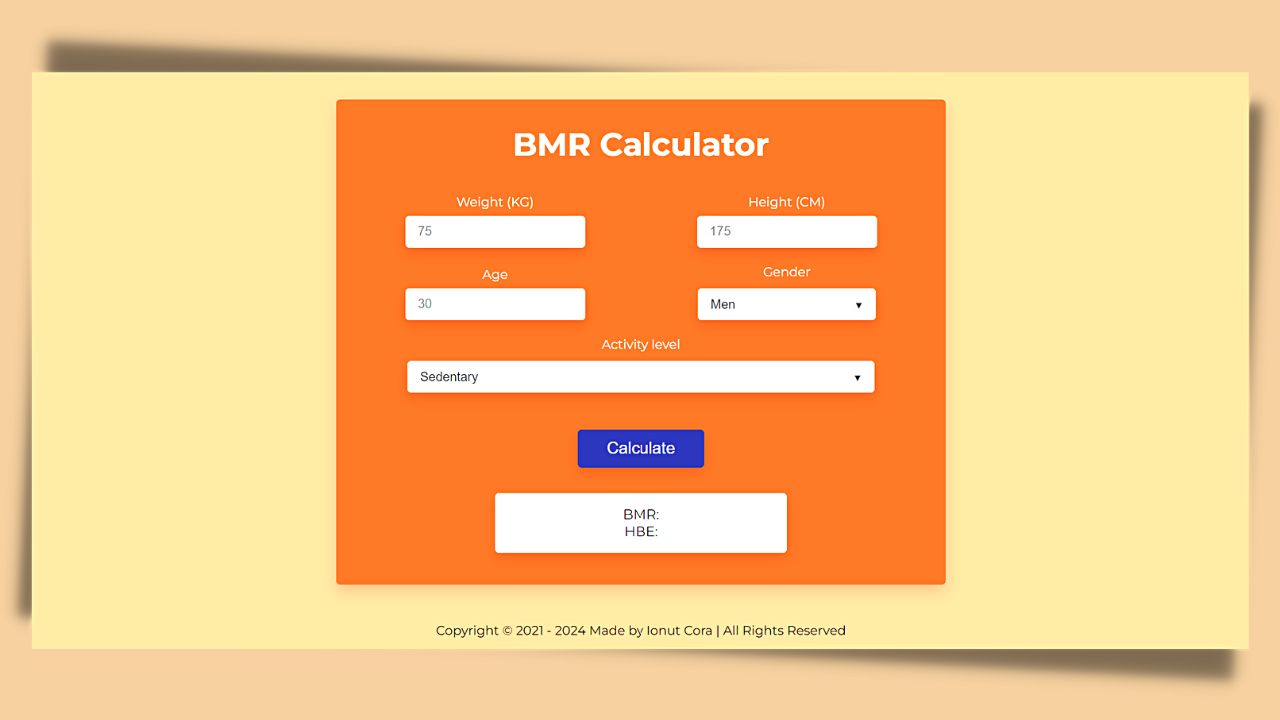 BMR Calculator
Weight (KG)
Height (CM)
75
175
Age
Gender
30
Men
Activity level
Sedentary
Calculate
BMR:
HBE:
Copyright © 2021 - 2024 Made by Ionut Cora | All Rights Reserved